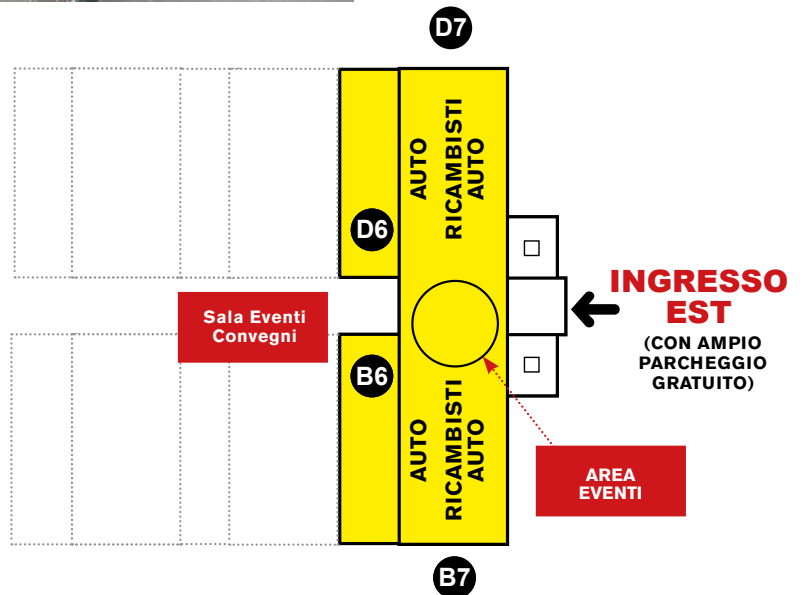 D7
AUTO
RICAMBISTI
AUTO
D6
INGRESSO
EST
(CON AMPIO
PARCHEGGIO
GRATUITO)
Sala Eventi
Convegni
B6
AUTO
RICAMBISTI
AUTO
AREA
EVENTI
B7